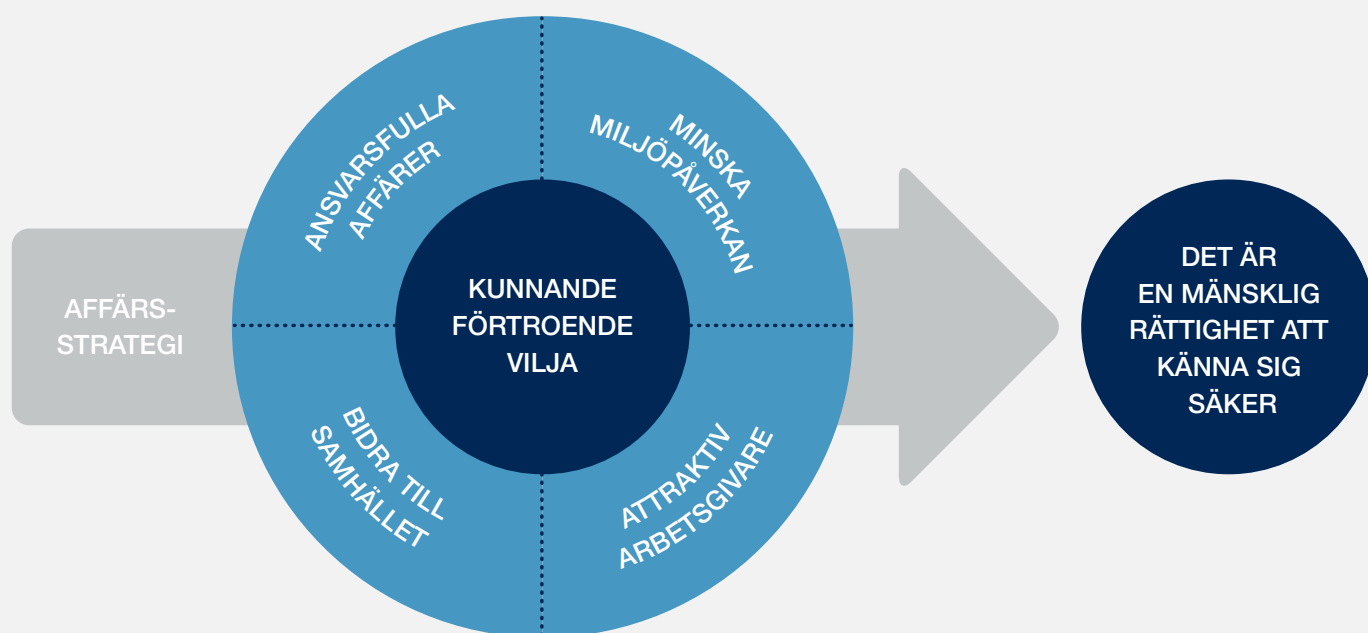 AFFÄRS-
STRATEGI
ANSVARSFULLA
AFFÄRER
MINSKA
MILJÖPÅVERKAN
KUNNANDE
FÖRTROENDE
VILJA
BIDRA TILL
SAMHÄLLET
ATTRAKTIV
ARBETSGIVARE
DET ÄR
EN MÄNSKLIG
RÄTTIGHET ATT
KÄNNA SIG
SÄKER